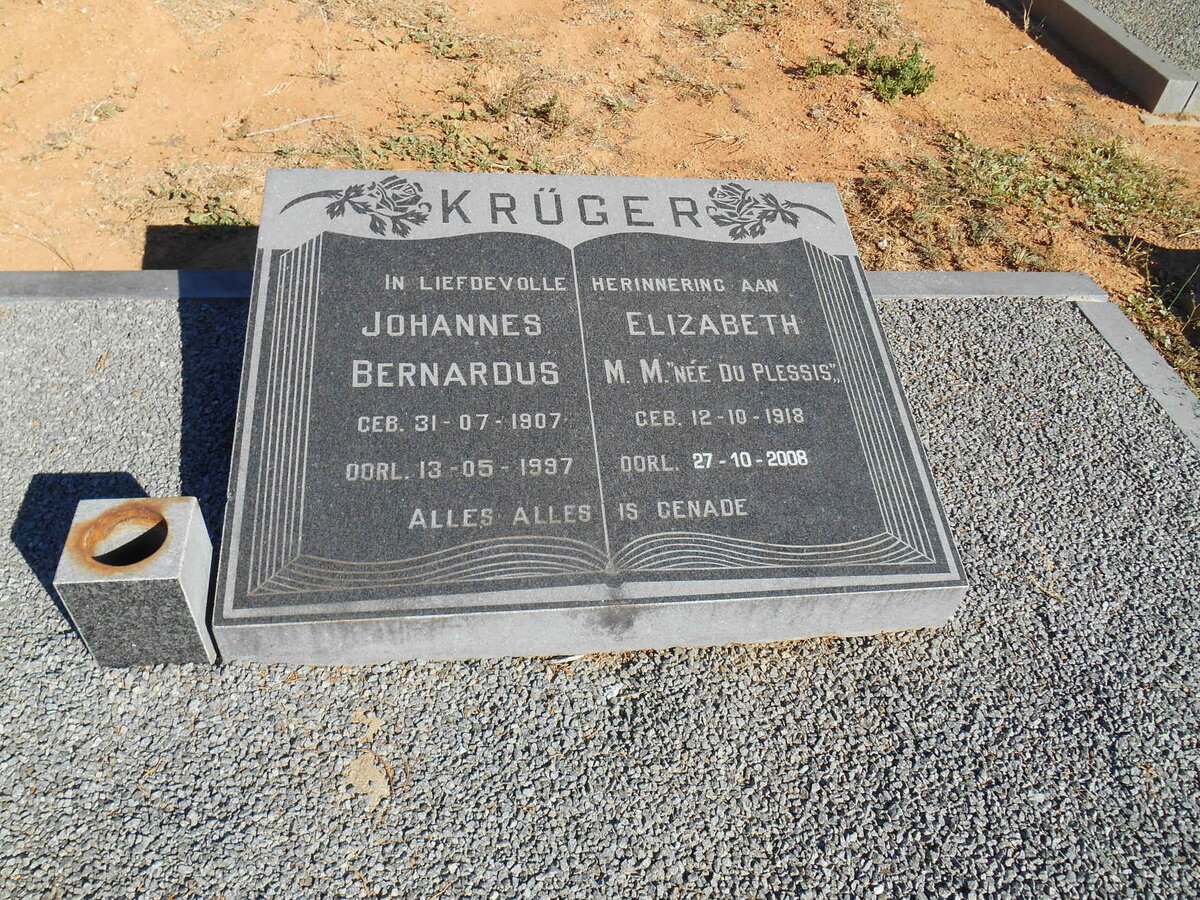 KRÜGER
IN LIEFDEVOLLE HERINNERING AAN
JOHANNES
BERNARDUS
GEB. 31-07-1907
OORL. 13-05-1997
ELIZABETH
M. M. "NÉE DU PLESSIS"
GEB. 12-10-1918
OORL. 27-10-2008
ALLES ALLES IS GENADE